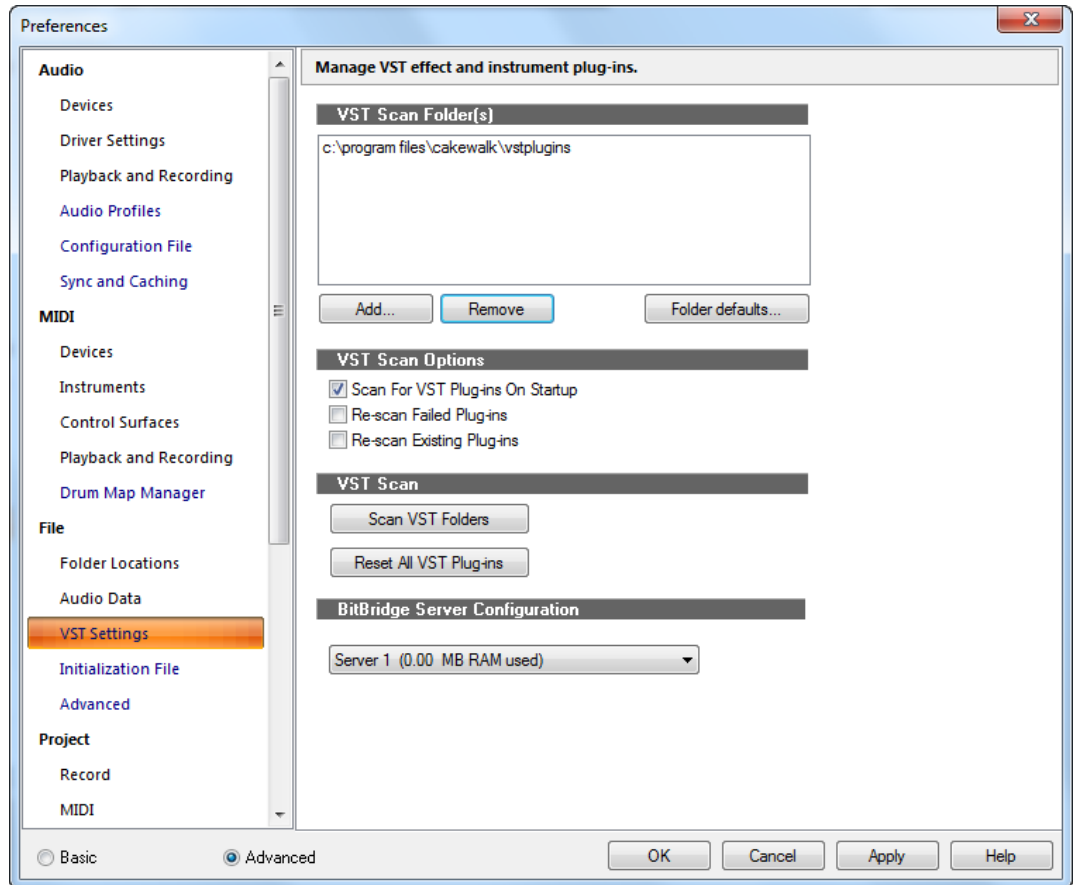 Preferences
Audio
Devices
Driver Settings
Playback and Recording
Audio Profiles
Configuration File
Sync and Caching
MIDI
Devices
Instruments
Control Surfaces
Playback and Recording
Drum Map Manager
File
Folder Locations
Audio Data
VST Settings
Initialization File
Advanced
Project
Record
MIDI
Manage VST effect and instrument plug-ins.
VST Scan Folder(s)
c:\program files\cakewalk\vstplugins
Add... Remove Folder defaults...
VST Scan Options
Scan For VST Plug-ins On Startup
Re-scan Failed Plug-ins
Re-scan Existing Plug-ins
VST Scan
Scan VST Folders
Reset All VST Plug-ins
BitBridge Server Configuration
Server 1 (0.00 MB RAM used)
Basic Advanced OK Cancel Apply Help